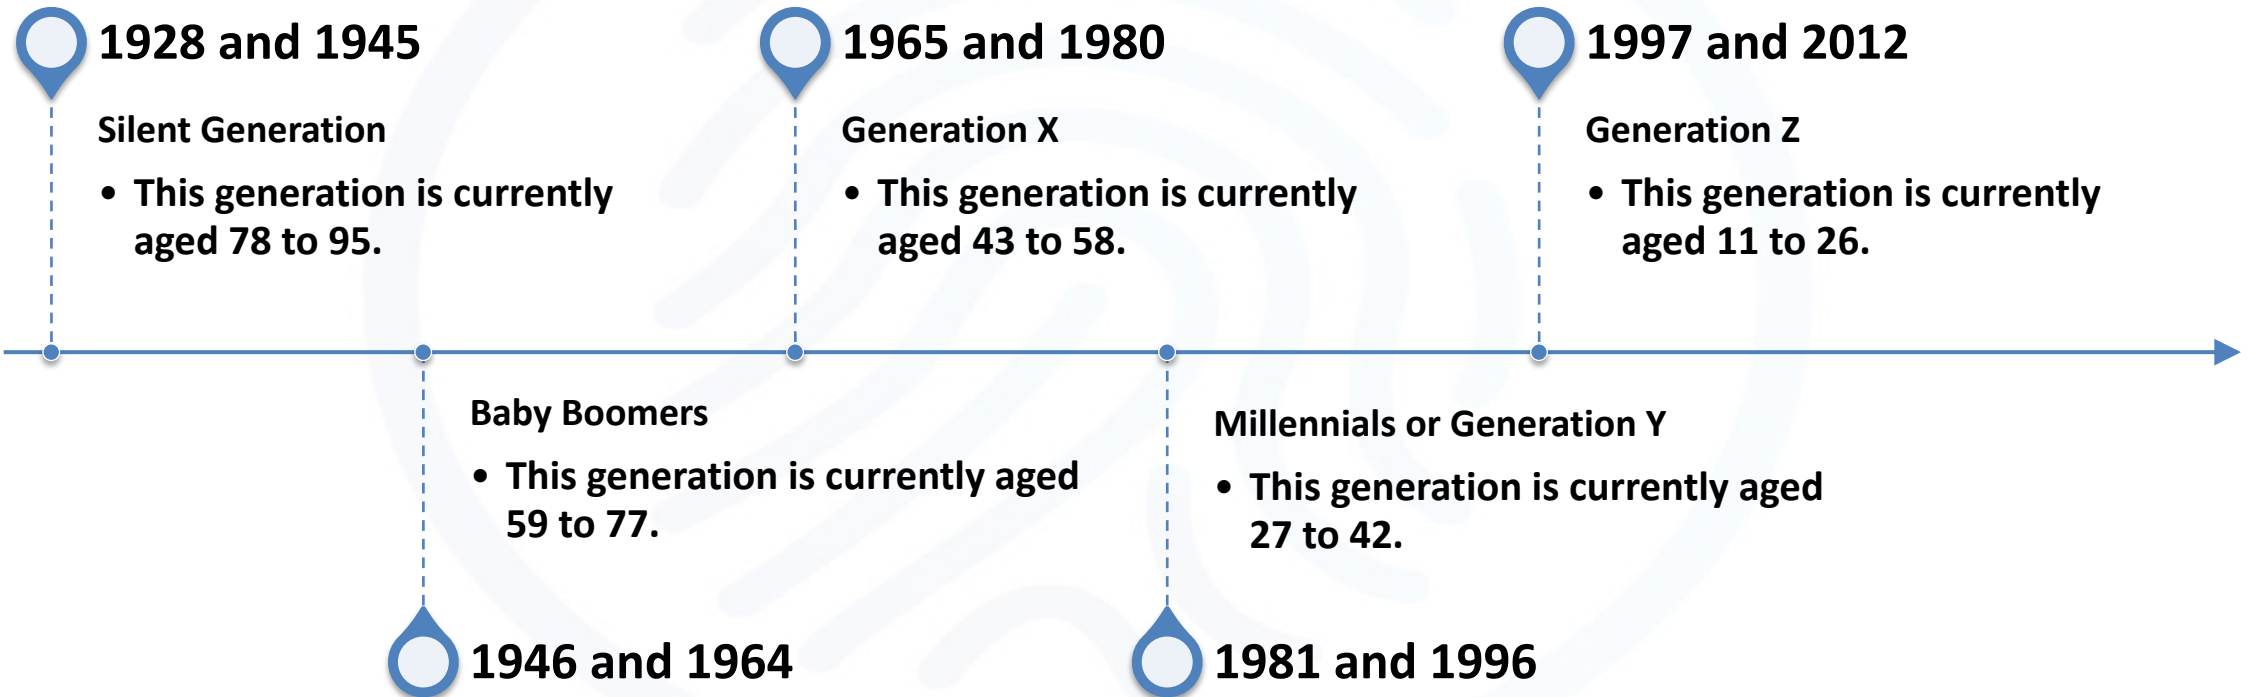 1928 and 1945
Silent Generation
• This generation is currently
aged 78 to 95.
1965 and 1980
Generation X
• This generation is currently
aged 43 to 58.
1997 and 2012
Generation Z
• This generation is currently
aged 11 to 26.
Baby Boomers
• This generation is currently aged
59 to 77.
1946 and 1964
Millennials or Generation Y
• This generation is currently aged
27 to 42.
1981 and 1996